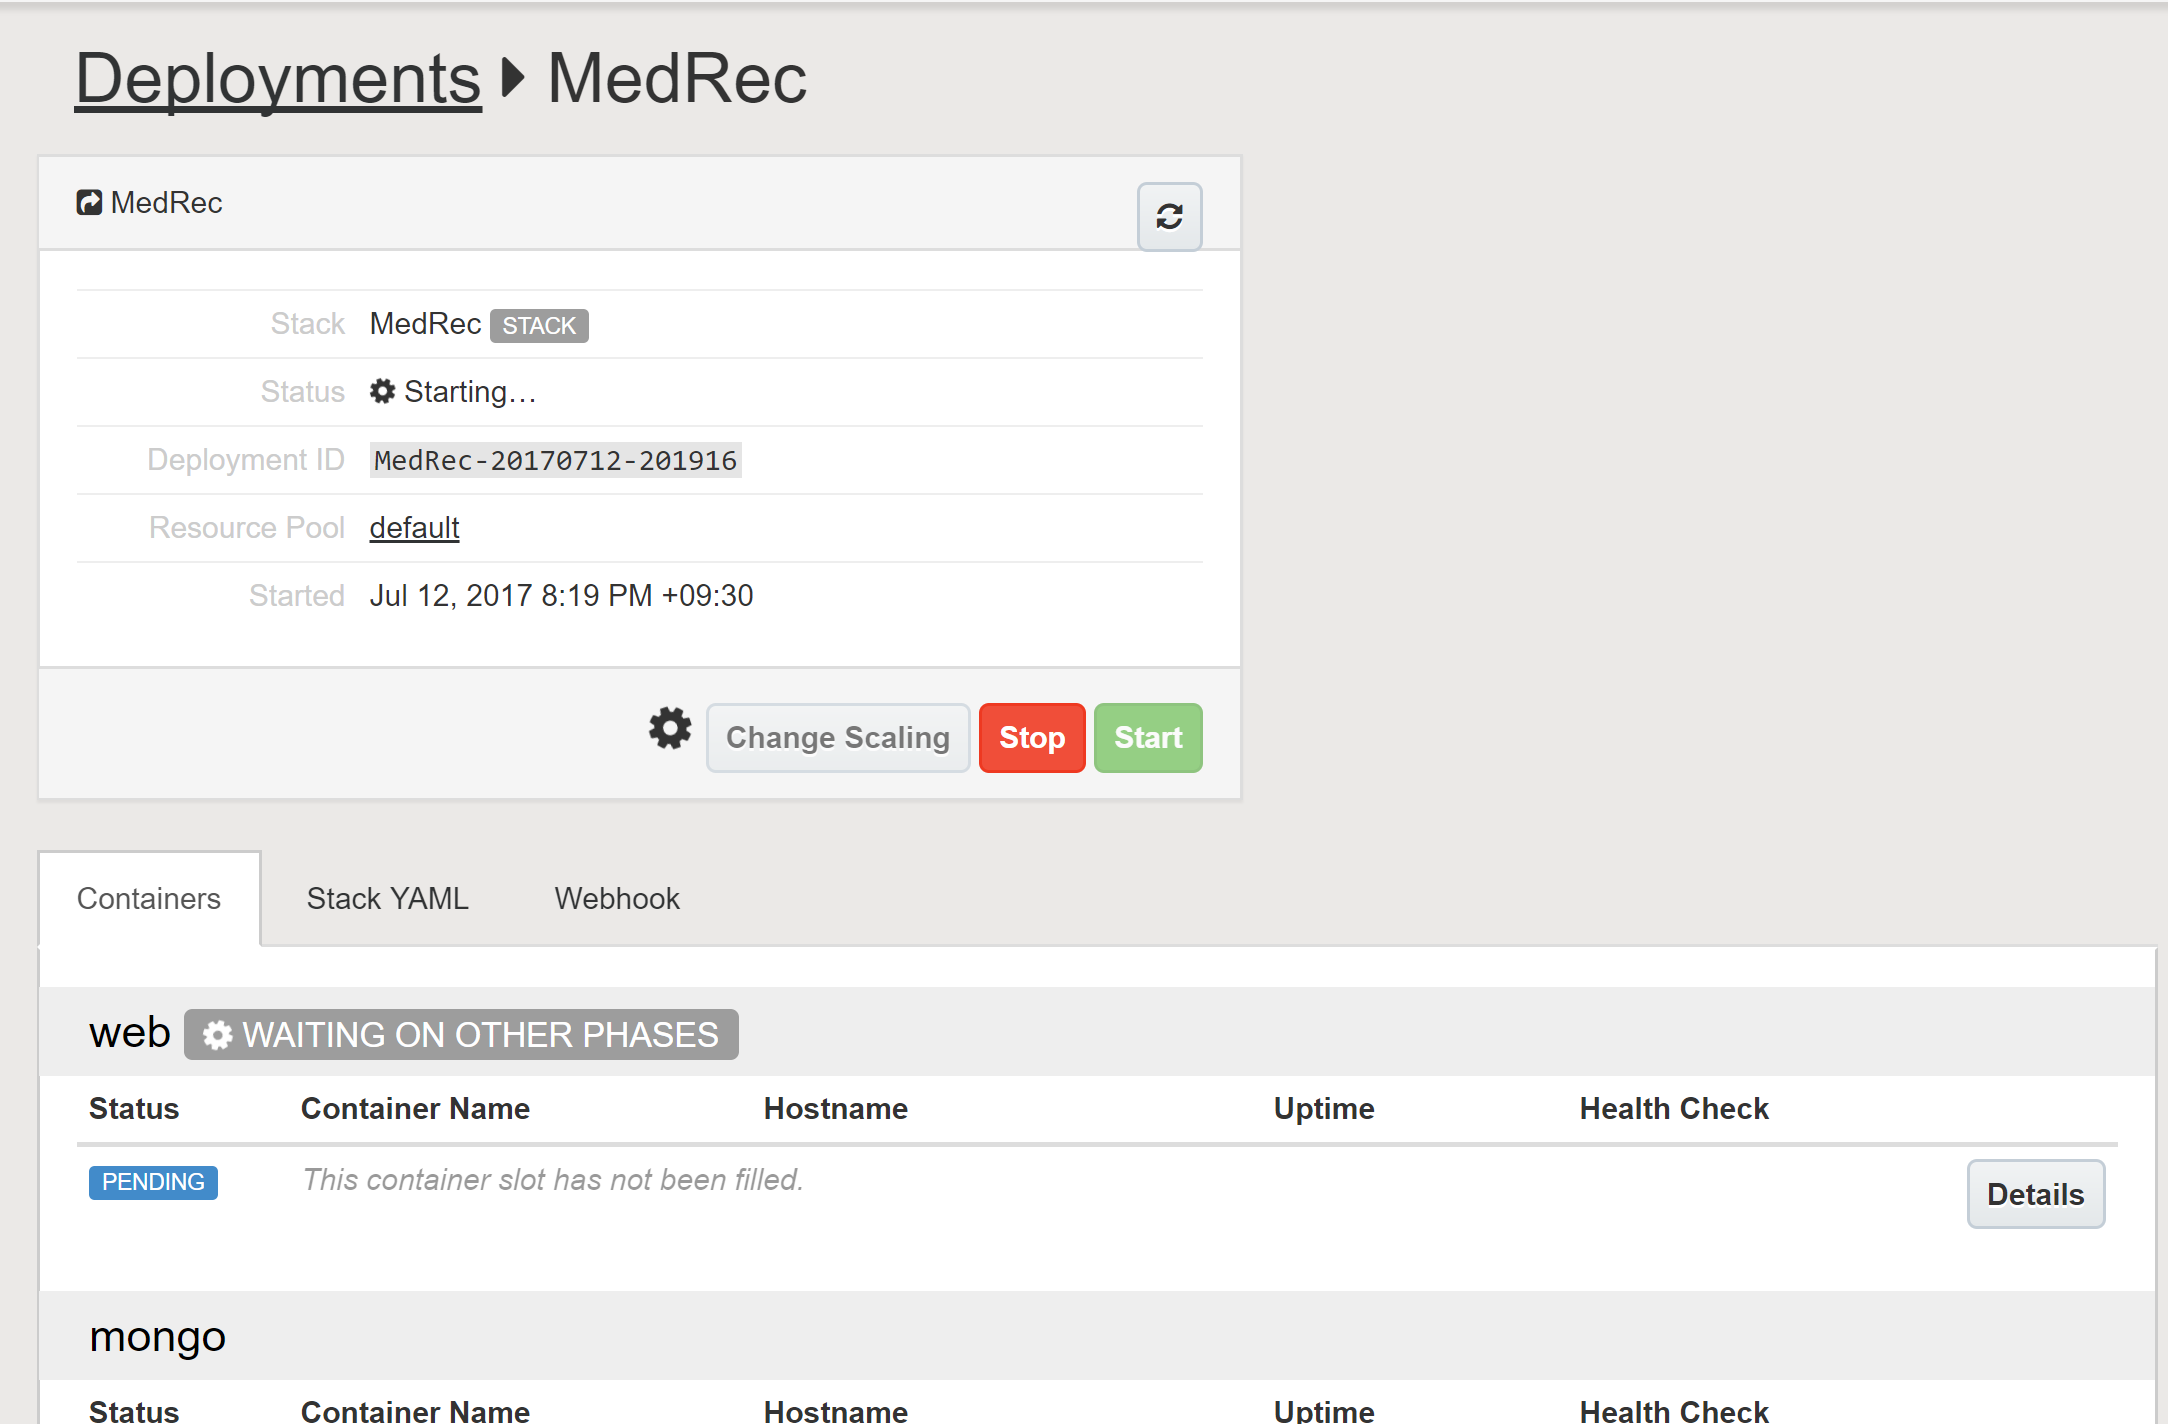 Deployments MedRec
MedRec
Stack MedRec STACK
Status Starting...
Deployment ID MedRec-20170712-201916
Resource Pool default
Started Jul 12, 2017 8:19 PM +09:30
Change Scaling Stop Start
Containers Stack YAML Webhook
web WAITING ON OTHER PHASES
Status Container Name Hostname Uptime Health Check
PENDING This container slot has not been filled. Details
mongo
Status Container Name Hostname Uptime Health Check